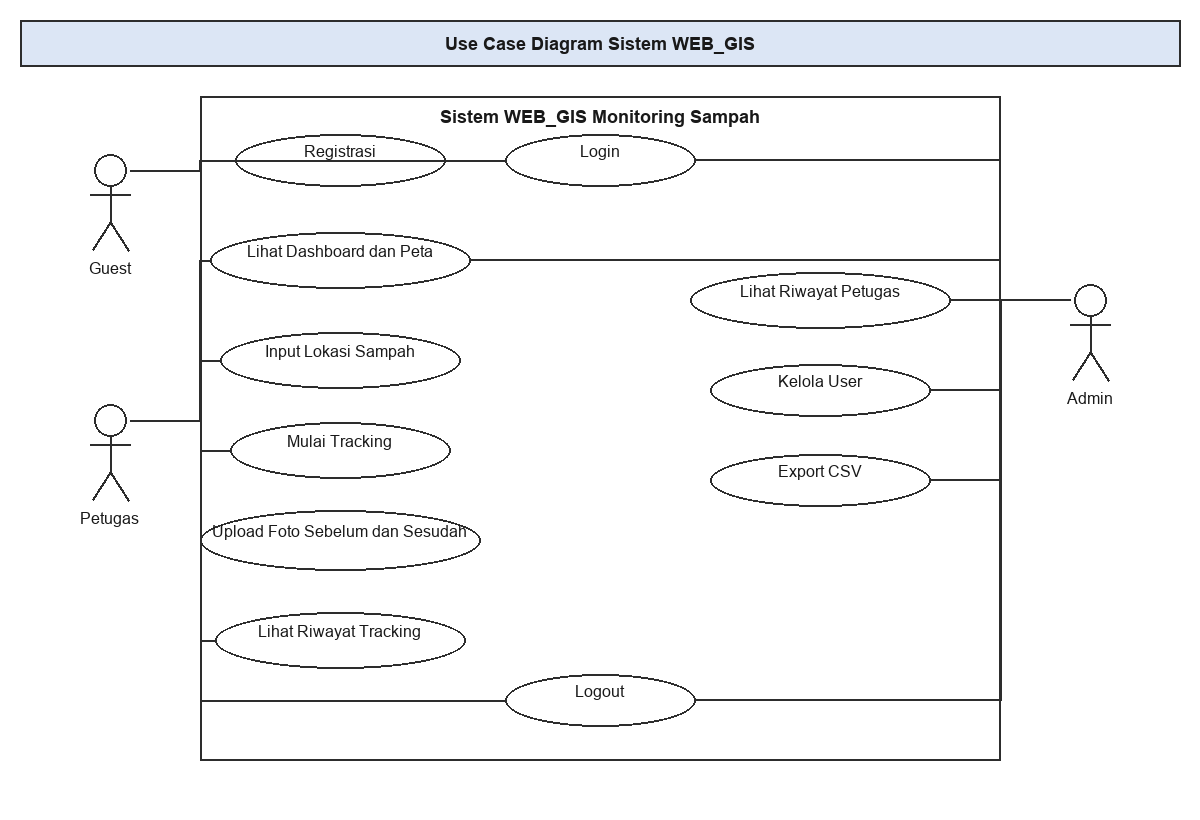 Use Case Diagram Sistem WEB_GIS
Sistem WEB_GIS Monitoring Sampah
Registrasi
Login
Guest
Lihat Dashboard dan Peta
Lihat Riwayat Petugas
Input Lokasi Sampah
Kelola User
Admin
Mulai Tracking
Export CSV
Petugas
Upload Foto Sebelum dan Sesudah
Lihat Riwayat Tracking
Logout